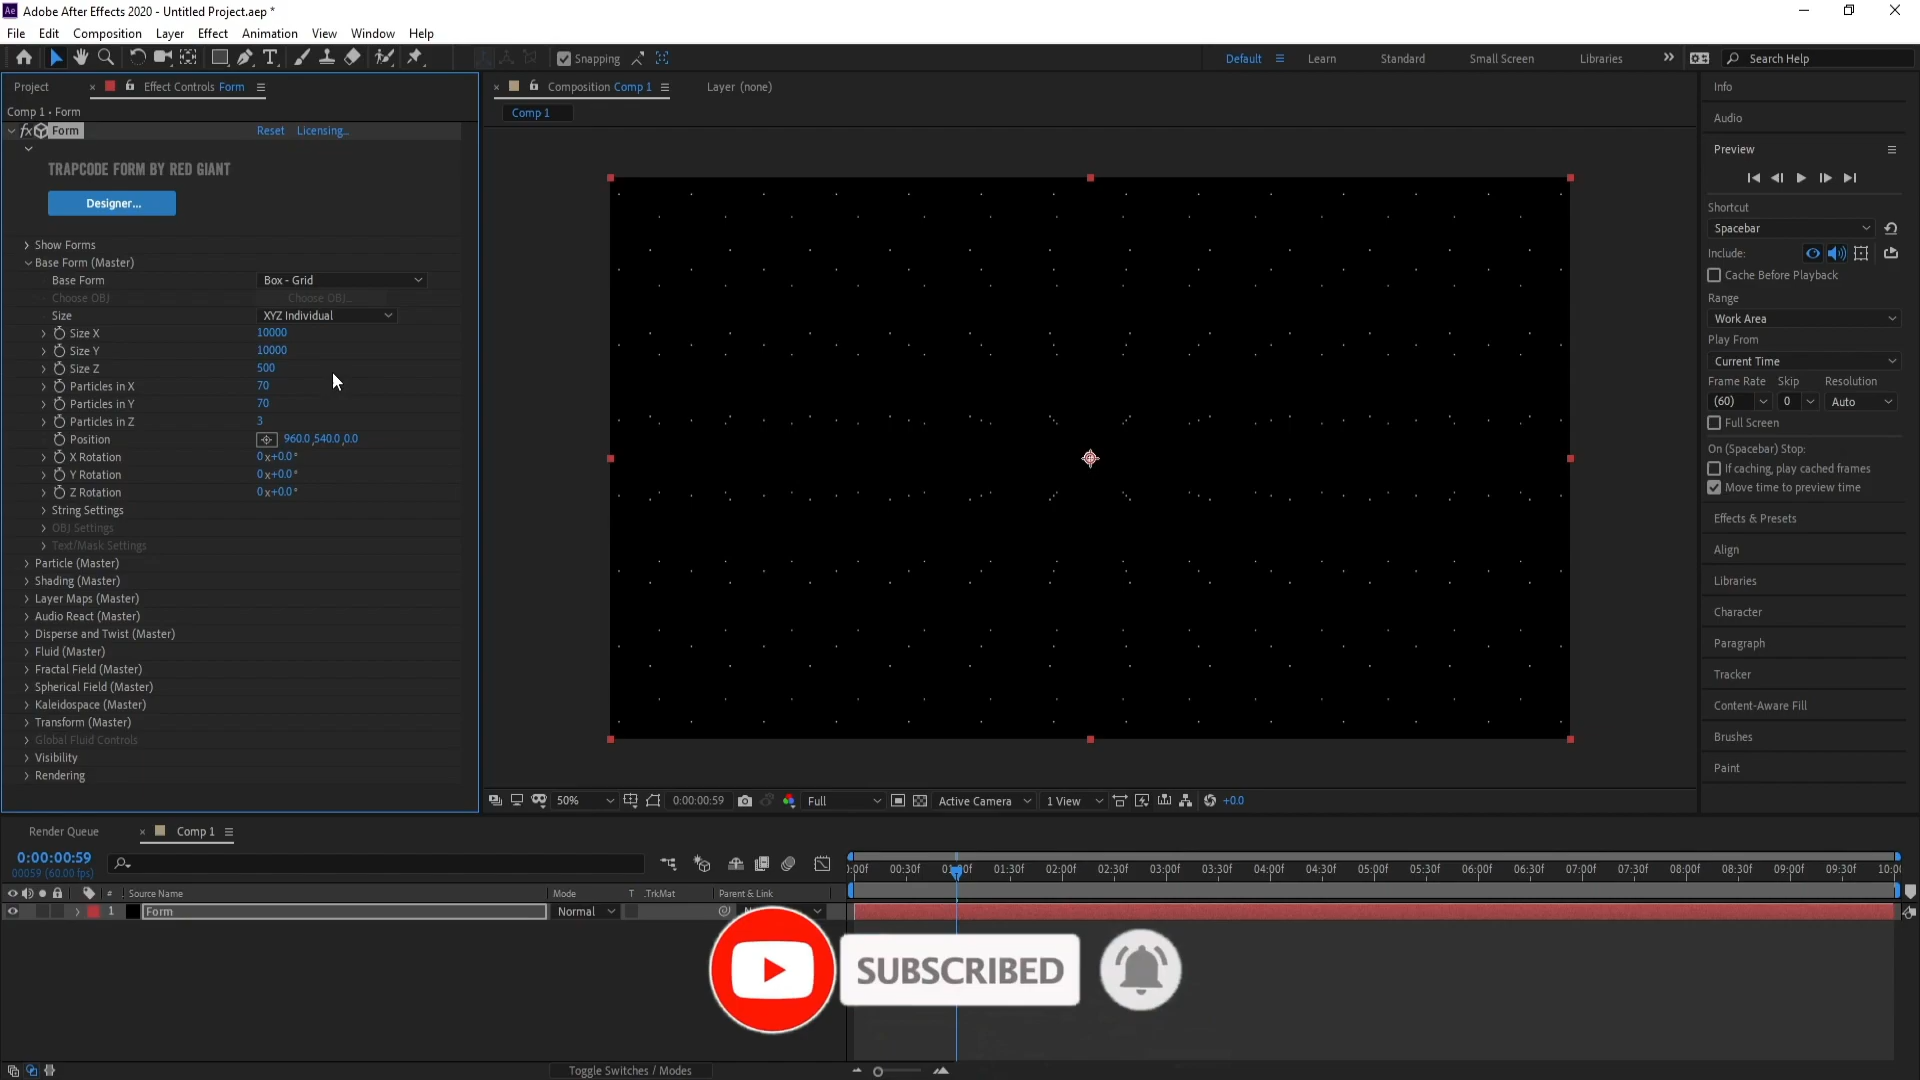 Ae Adobe After Effects 2020 - Untitled Project.aep *
File Edit Composition Layer Effect Animation View Window Help
Snapping
Default Learn Standard Small Screen Libraries Search Help
Project Effect Controls Form
Comp 1 • Form
fx Form Reset Licensing...
TRAPCODE FORM BY RED GIANT
Designer...
Show Forms
Base Form (Master)
Base Form Box - Grid
Choose OBJ Choose OBJ...
Size XYZ Individual
Size X 10000
Size Y 10000
Size Z 500
Particles in X 70
Particles in Y 70
Particles in Z 3
Position 960.0,540.0,0.0
X Rotation 0x+0.0°
Y Rotation 0x+0.0°
Z Rotation 0x+0.0°
String Settings
OBJ Settings
Text/Mask Settings
Particle (Master)
Shading (Master)
Layer Maps (Master)
Audio React (Master)
Disperse and Twist (Master)
Fluid (Master)
Fractal Field (Master)
Spherical Field (Master)
Kaleidospace (Master)
Transform (Master)
Global Fluid Controls
Visibility
Rendering
Composition Comp 1 Layer (none)
Comp 1
50% 0:00:00:59 Full Active Camera 1 View +0.0
Info
Audio
Preview
Shortcut
Spacebar
Include:
Cache Before Playback
Range
Work Area
Play From
Current Time
Frame Rate Skip Resolution
(60) 0 Auto
Full Screen
On (Spacebar) Stop:
If caching, play cached frames
Move time to preview time
Effects & Presets
Align
Libraries
Character
Paragraph
Tracker
Content-Aware Fill
Brushes
Paint
Render Queue Comp 1
0:00:00:59
00059 (60.00 fps)
# Source Name Mode T .TrkMat Parent & Link
1 Form Normal
:00f 00:30f 01:00f 01:30f 02:00f 02:30f 03:00f 03:30f 04:00f 04:30f 05:00f 05:30f 06:00f 06:30f 07:00f 07:30f 08:00f 08:30f 09:00f 09:30f 10:00
SUBSCRIBED
Toggle Switches / Modes